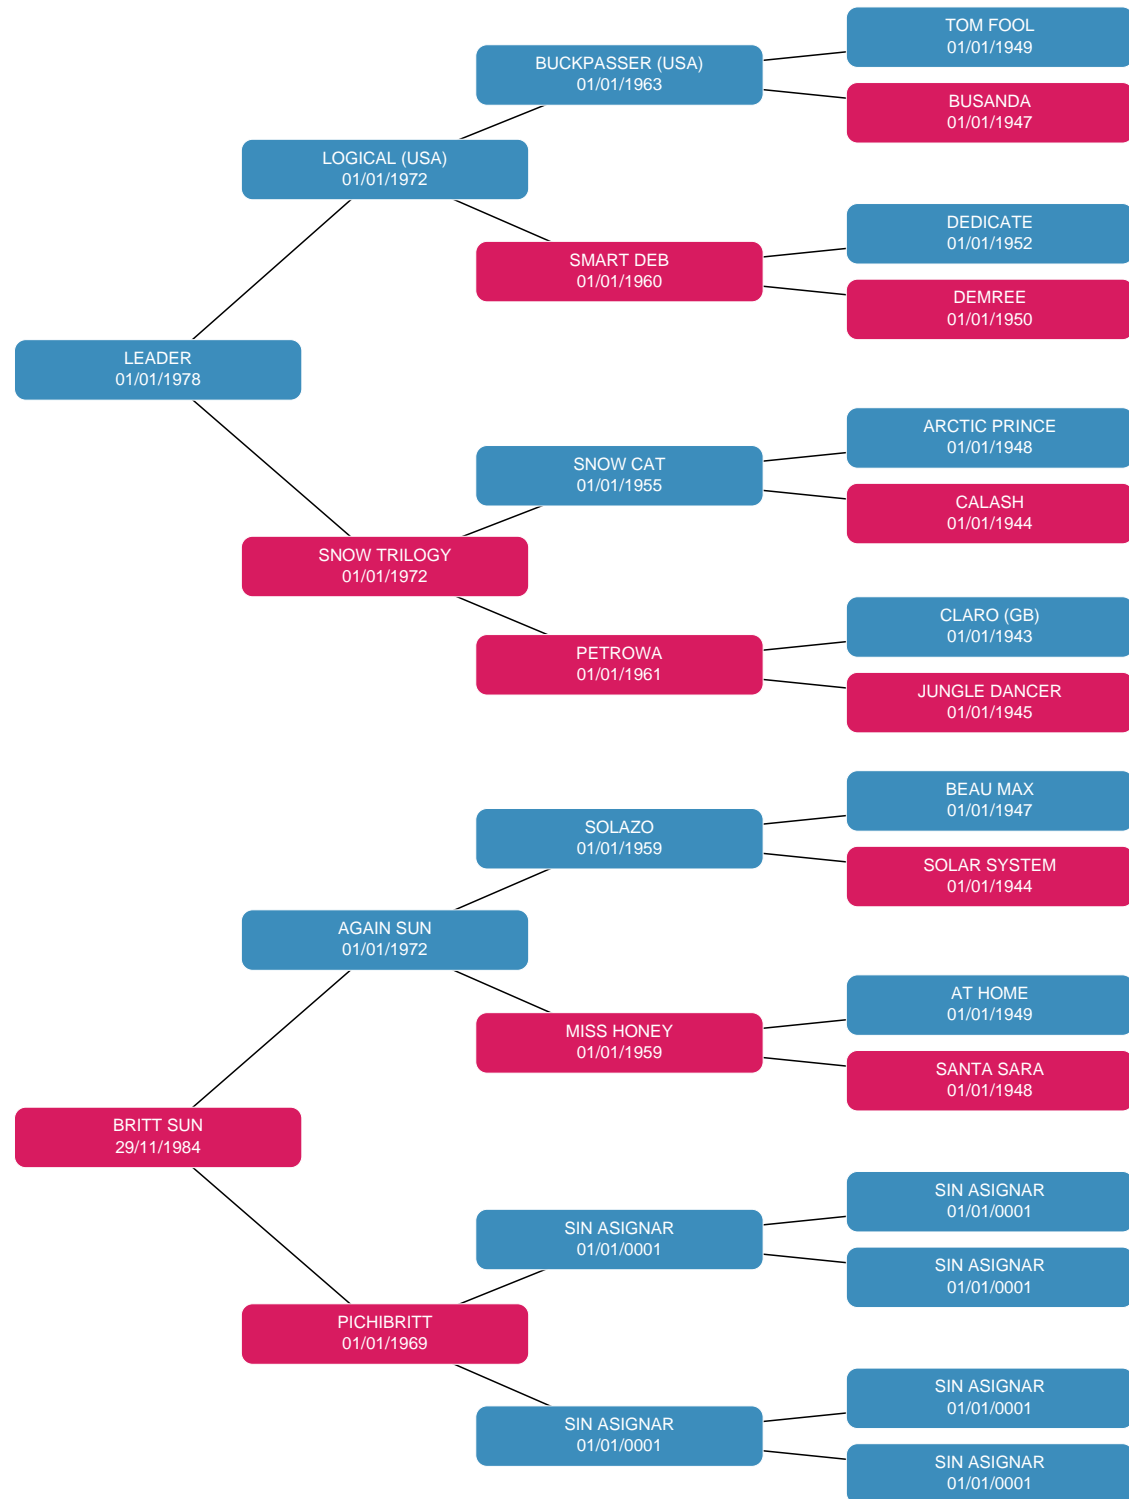 TOM FOOL
01/01/1949
BUCKPASSER (USA)
01/01/1963
BUSANDA
01/01/1947
LOGICAL (USA)
01/01/1972
DEDICATE
01/01/1952
SMART DEB
01/01/1960
DEMREE
01/01/1950
LEADER
01/01/1978
ARCTIC PRINCE
01/01/1948
SNOW CAT
01/01/1955
CALASH
01/01/1944
SNOW TRILOGY
01/01/1972
CLARO (GB)
01/01/1943
PETROWA
01/01/1961
JUNGLE DANCER
01/01/1945
BEAU MAX
01/01/1947
SOLAZO
01/01/1959
SOLAR SYSTEM
01/01/1944
AGAIN SUN
01/01/1972
AT HOME
01/01/1949
MISS HONEY
01/01/1959
SANTA SARA
01/01/1948
BRITT SUN
29/11/1984
SIN ASIGNAR
01/01/0001
SIN ASIGNAR
01/01/0001
SIN ASIGNAR
01/01/0001
PICHIBRITT
01/01/1969
SIN ASIGNAR
01/01/0001
SIN ASIGNAR
01/01/0001
SIN ASIGNAR
01/01/0001